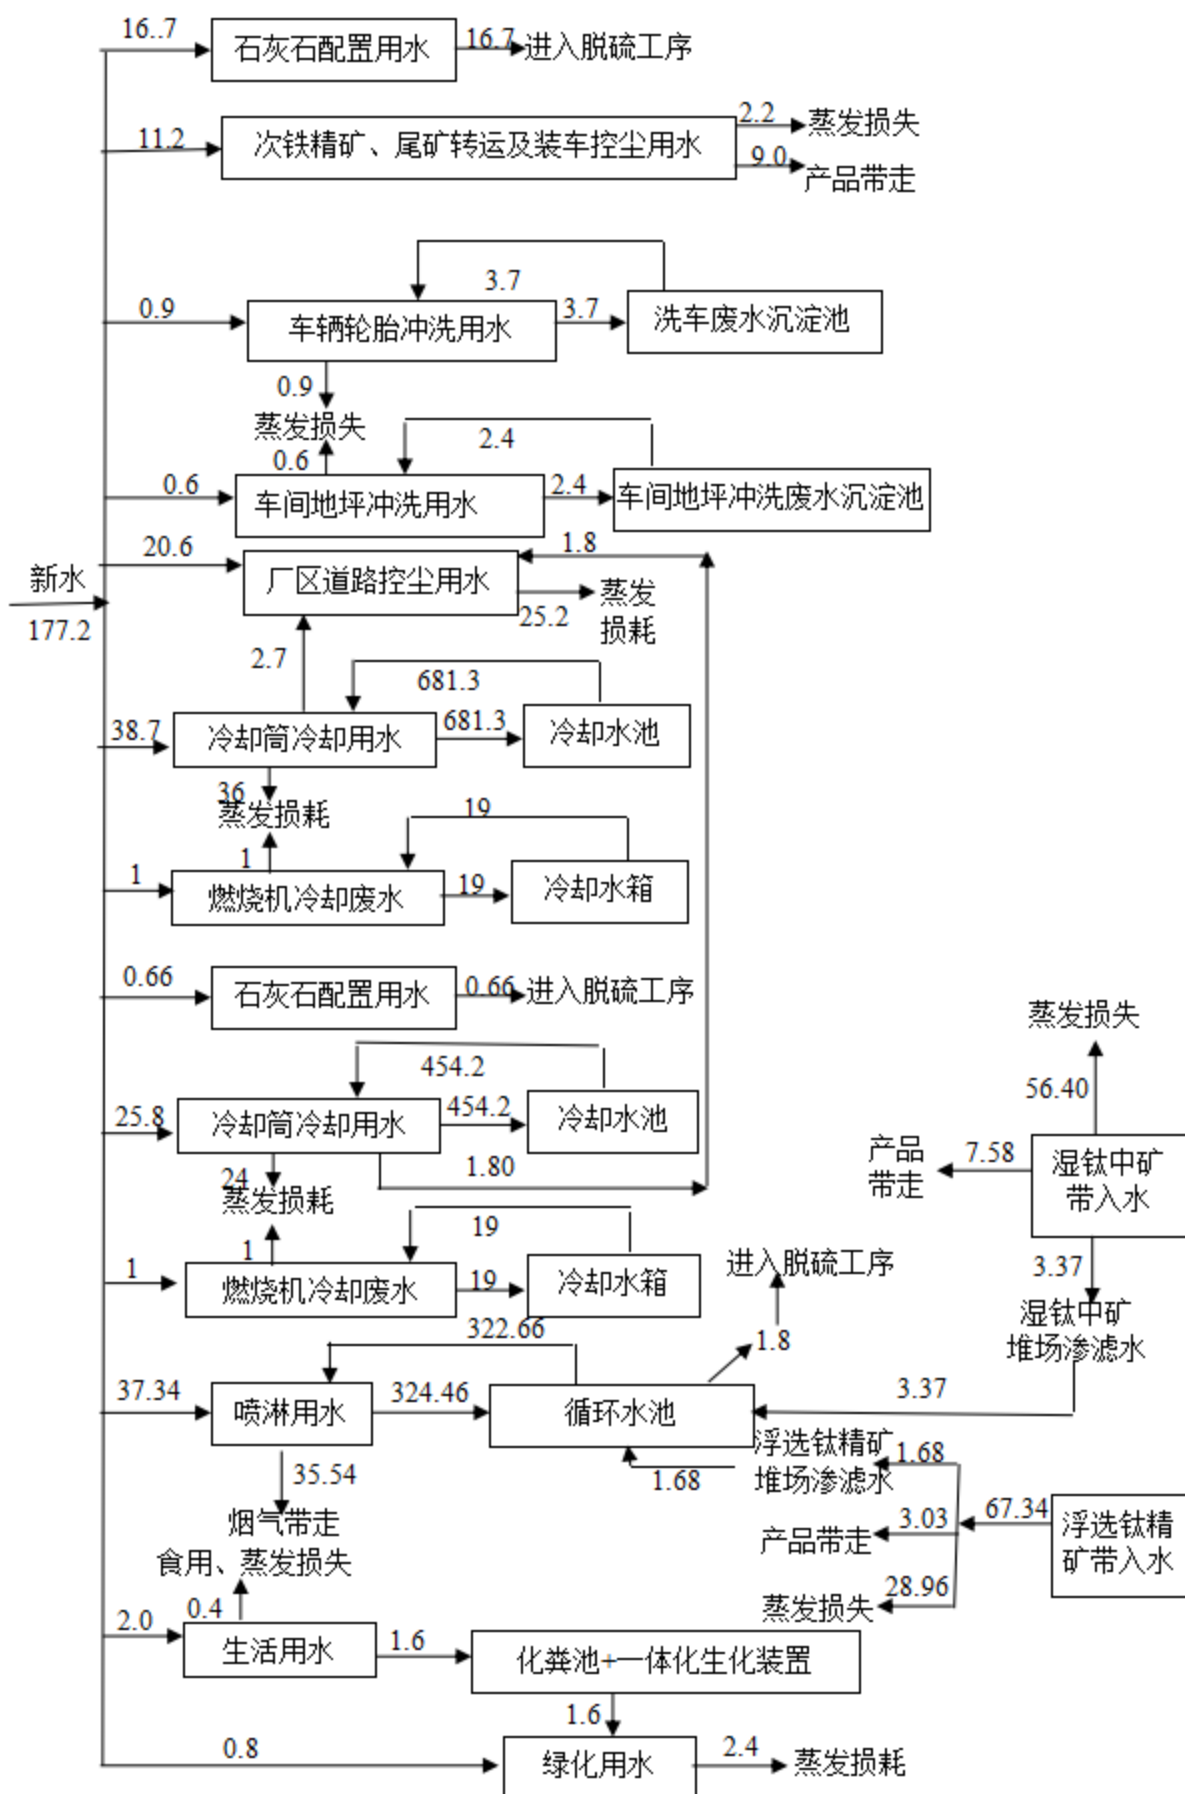 16..7
石灰石配置用水
16.7
进入脱硫工序
11.2
次铁精矿、尾矿转运及装车控尘用水
2.2
蒸发损失
9.0
产品带走
3.7
0.9
车辆轮胎冲洗用水
3.7
洗车废水沉淀池
0.9
蒸发损失
2.4
0.6
0.6
车间地坪冲洗用水
2.4
车间地坪冲洗废水沉淀池
20.6
厂区道路控尘用水
1.8
新水
177.2
25.2
蒸发
损耗
2.7
681.3
38.7
冷却筒冷却用水
681.3
冷却水池
36
蒸发损耗
19
1
1
燃烧机冷却废水
19
冷却水箱
0.66
石灰石配置用水
0.66
进入脱硫工序
蒸发损失
454.2
56.40
25.8
冷却筒冷却用水
454.2
冷却水池
产品
带走
7.58
湿钛中矿
带入水
24
蒸发损耗
1.80
19
1
1
燃烧机冷却废水
19
冷却水箱
进入脱硫工序
3.37
湿钛中矿
堆场渗滤水
322.66
1.8
37.34
喷淋用水
324.46
循环水池
3.37
35.54
烟气带走
1.68
浮选钛精矿
堆场渗滤水
1.68
67.34
浮选钛精
矿带入水
3.03
产品带走
28.96
蒸发损失
食用、蒸发损失
0.4
2.0
生活用水
1.6
化粪池+一体化生化装置
1.6
0.8
绿化用水
2.4
蒸发损耗